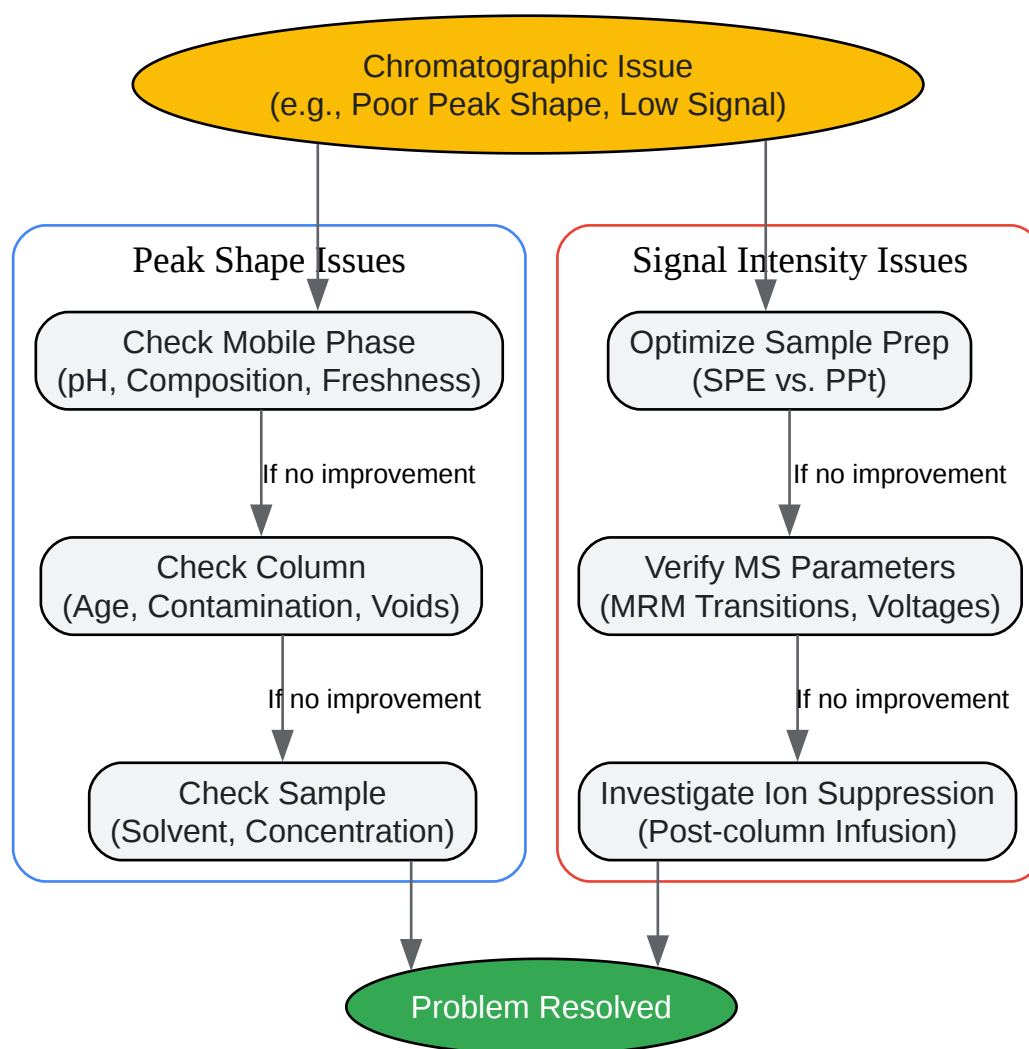 Chromatographic Issue
(e.g., Poor Peak Shape, Low Signal)
Peak Shape Issues
Check Mobile Phase
(pH, Composition, Freshness)
If no improvement
Check Column
(Age, Contamination, Voids)
If no improvement
Check Sample
(Solvent, Concentration)
Signal Intensity Issues
Optimize Sample Prep
(SPE vs. PPt)
If no improvement
Verify MS Parameters
(MRM Transitions, Voltages)
If no improvement
Investigate Ion Suppression
(Post-column Infusion)
Problem Resolved